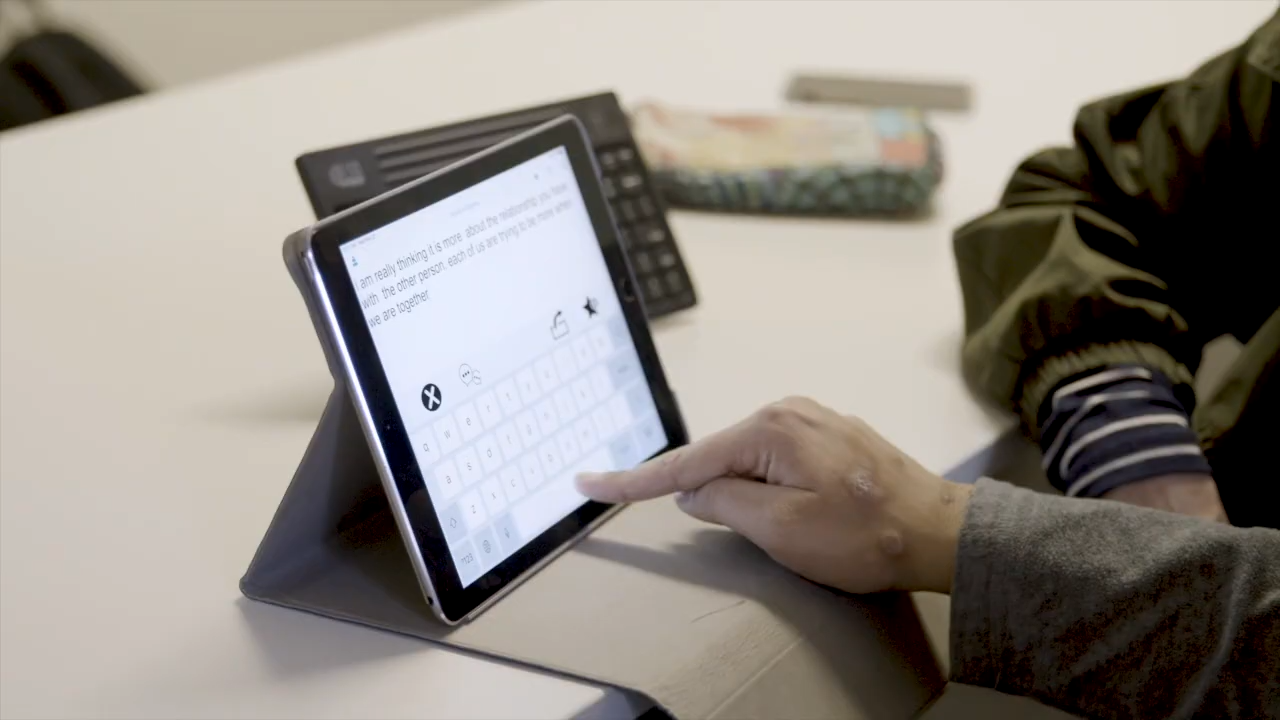 I am really thinking it is more about the relationship you have
with the other person. each of us are trying to be more when
we are together
q w e r t
a s d f
z x c v b
?123